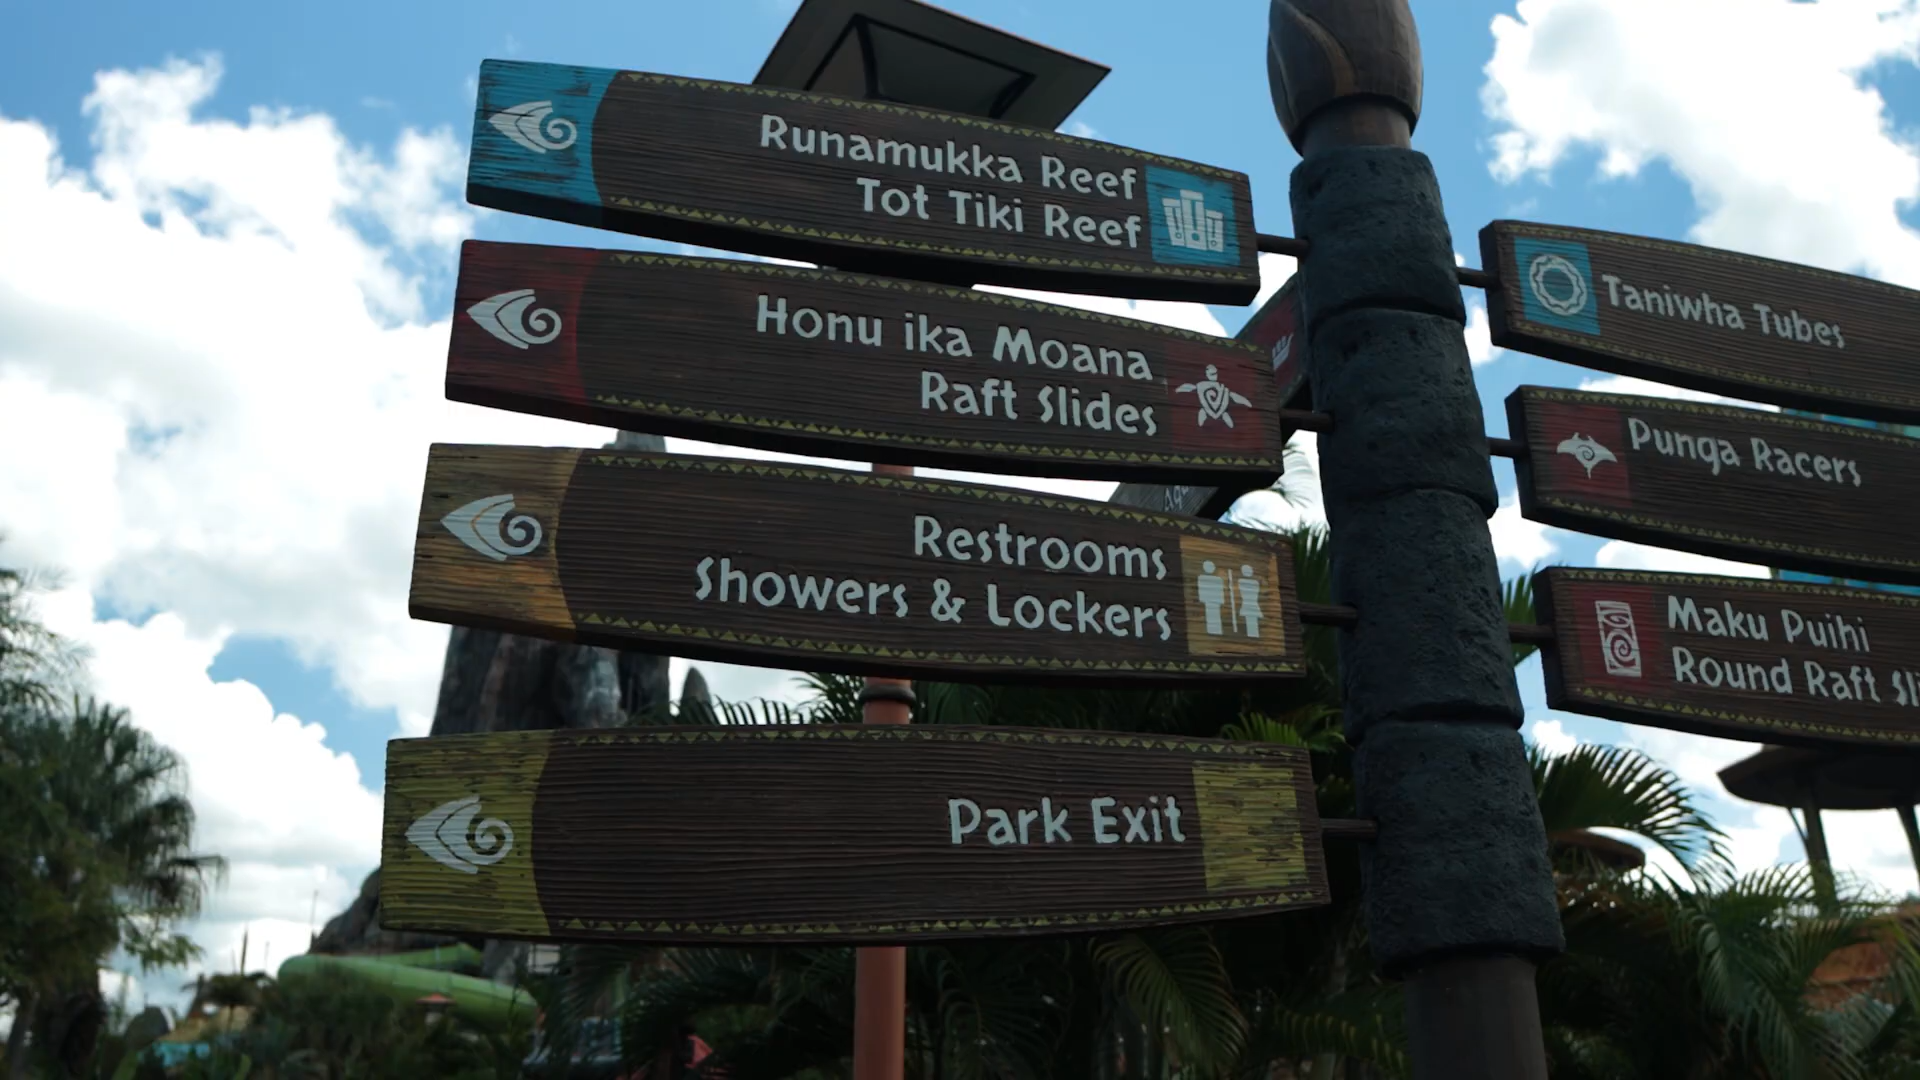 Runamukka Reef
Tot Tiki Reef
Honu ika Moana
Raft Slides
Restrooms
Showers & Lockers
Park Exit
Taniwha Tubes
Punga Racers
Maku Puihi
Round Raft